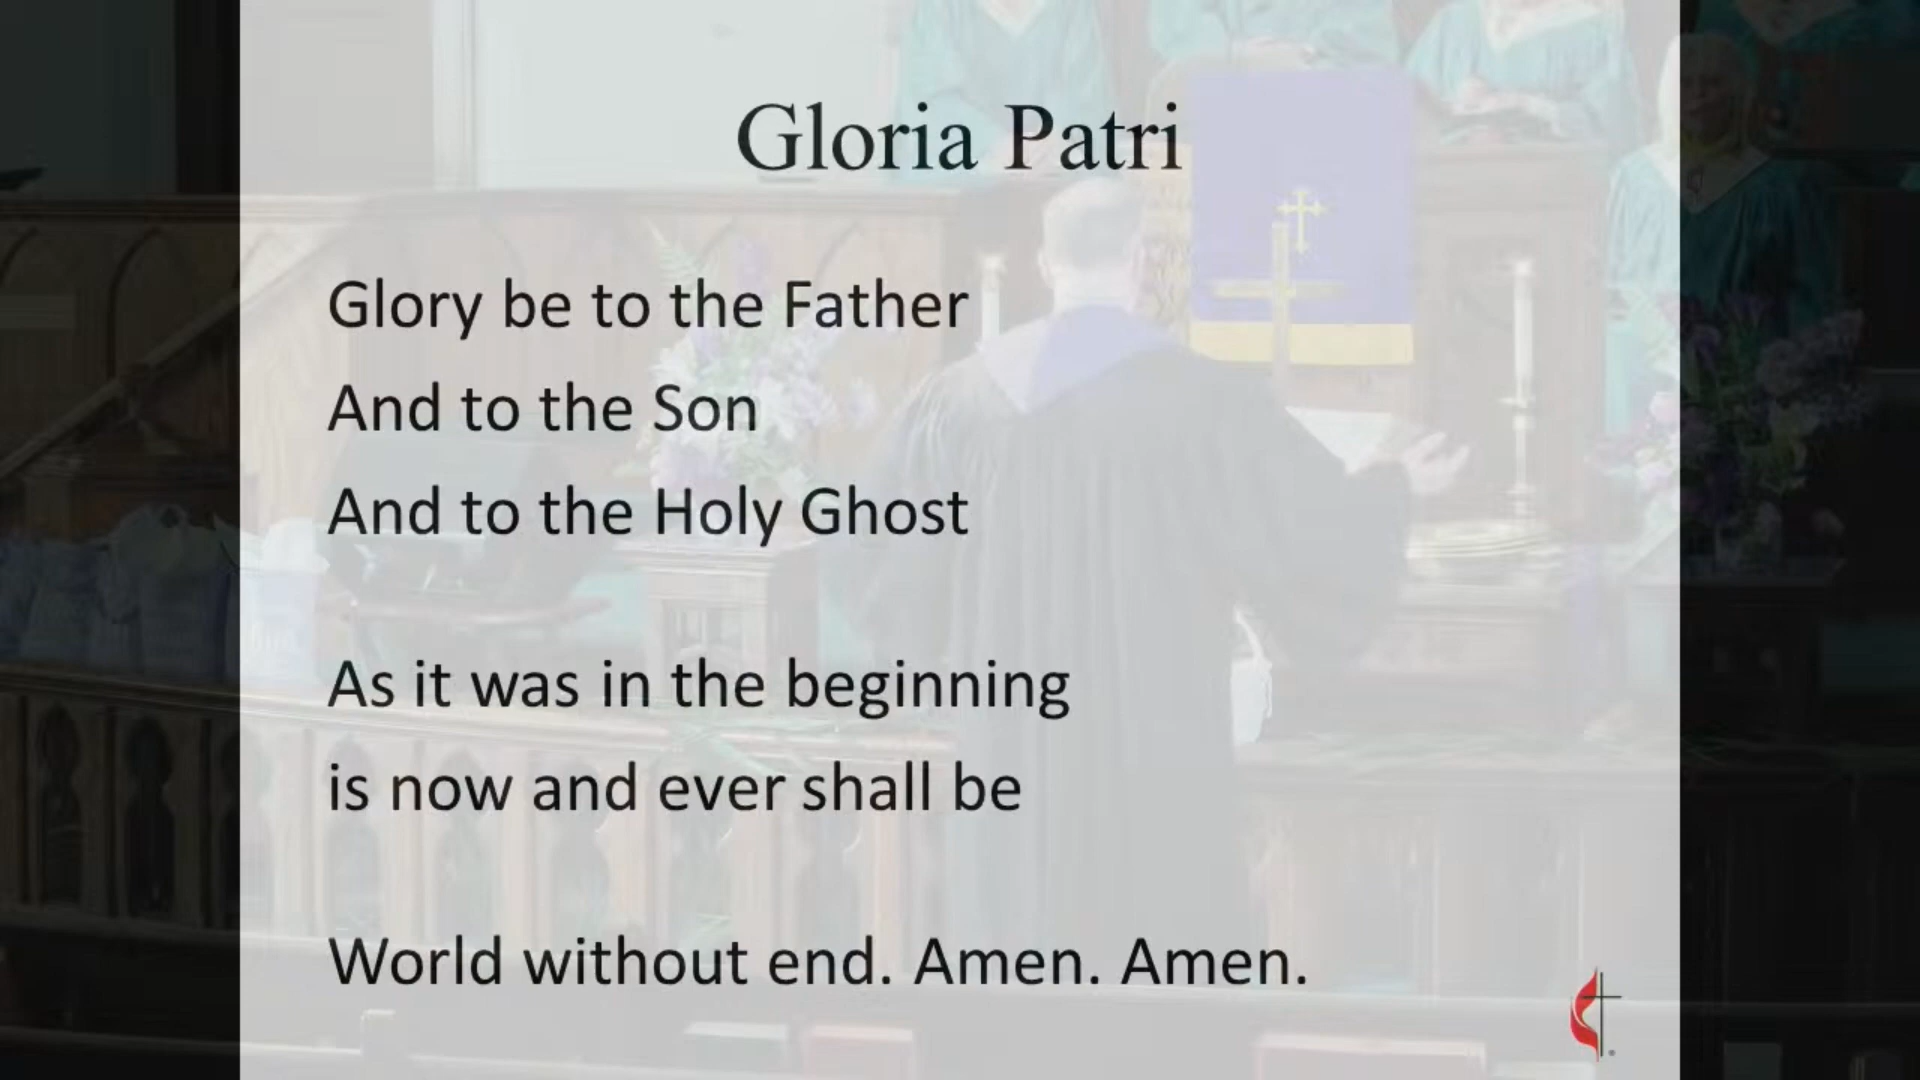 Gloria Patri
Glory be to the Father
And to the Son
And to the Holy Ghost
As it was in the beginning
is now and ever shall be
World without end. Amen. Amen.